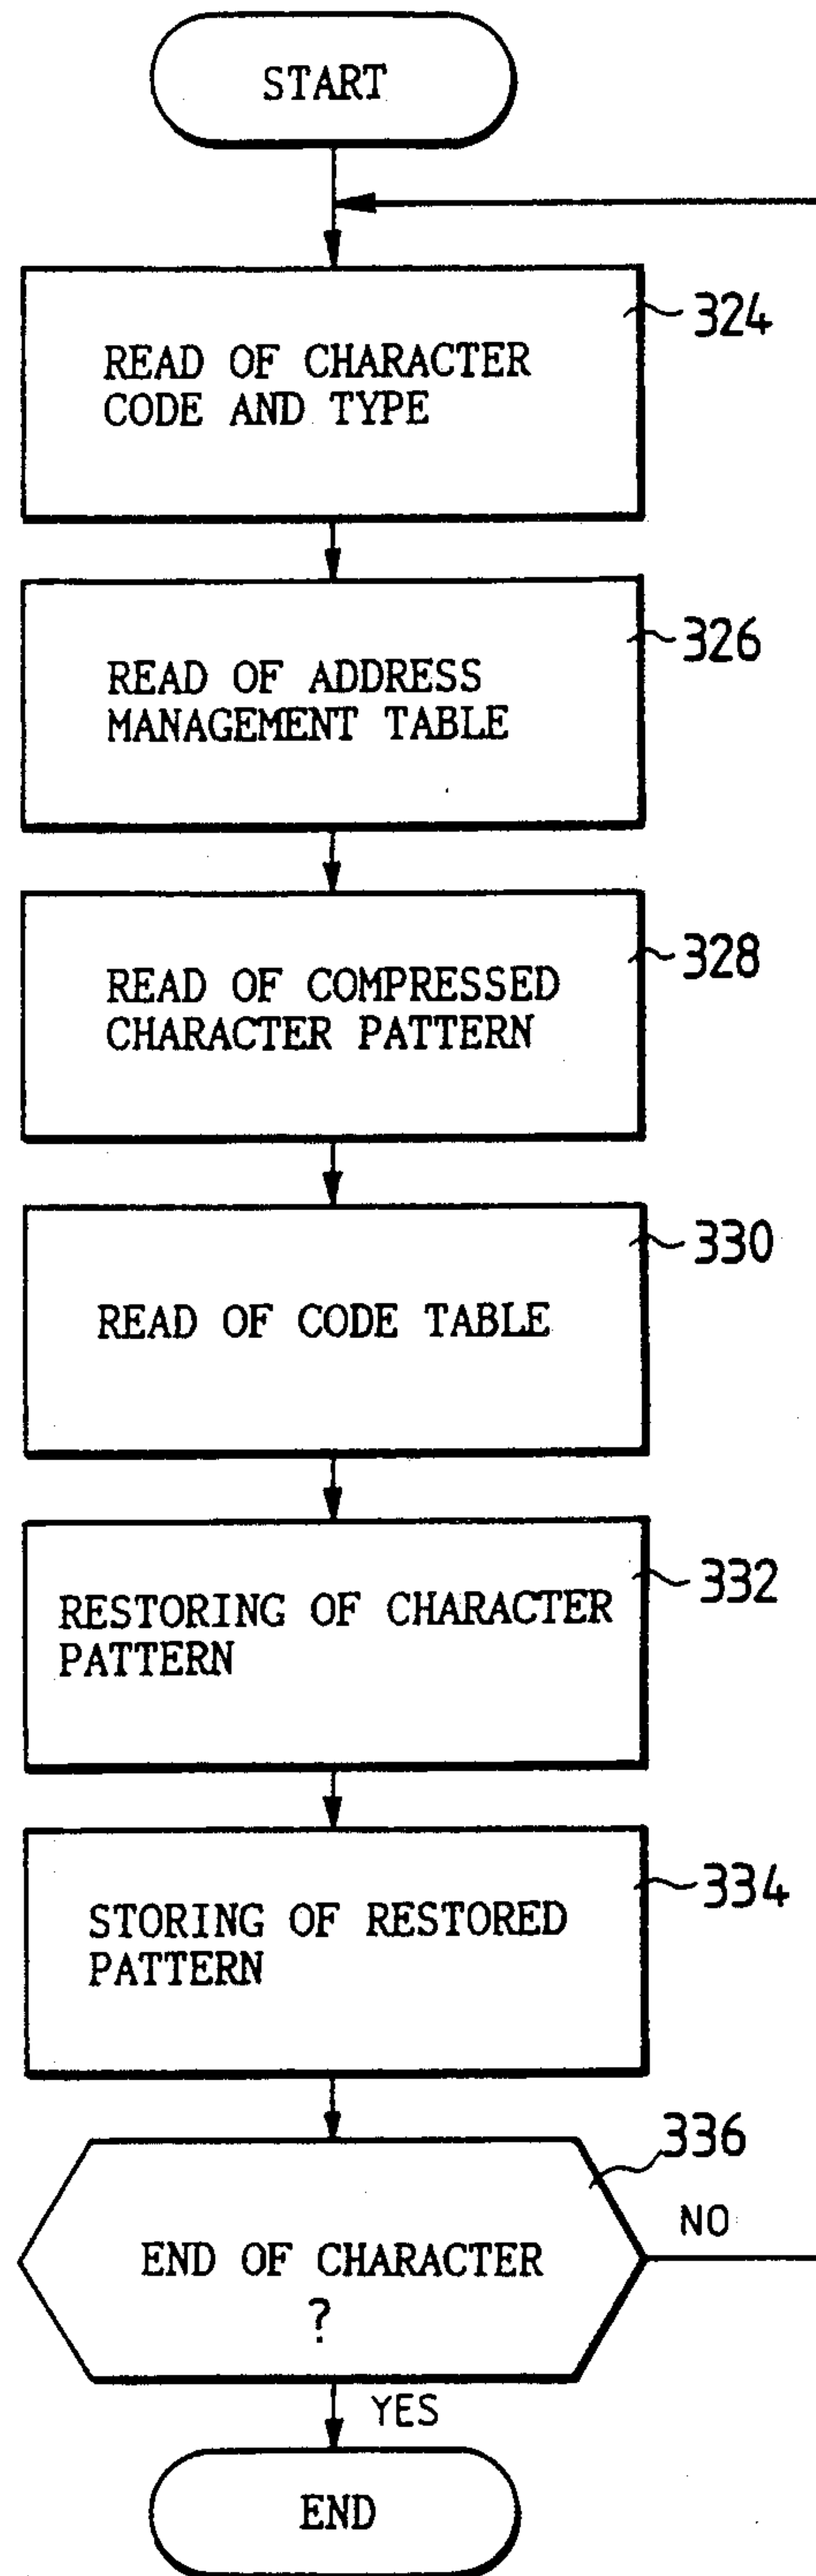 START
READ OF CHARACTER
CODE AND TYPE
324
READ OF ADDRESS
MANAGEMENT TABLE
326
READ OF COMPRESSED
CHARACTER PATTERN
328
READ OF CODE TABLE
330
RESTORING OF CHARACTER
PATTERN
332
STORING OF RESTORED
PATTERN
334
END OF CHARACTER
?
336
NO
YES
END